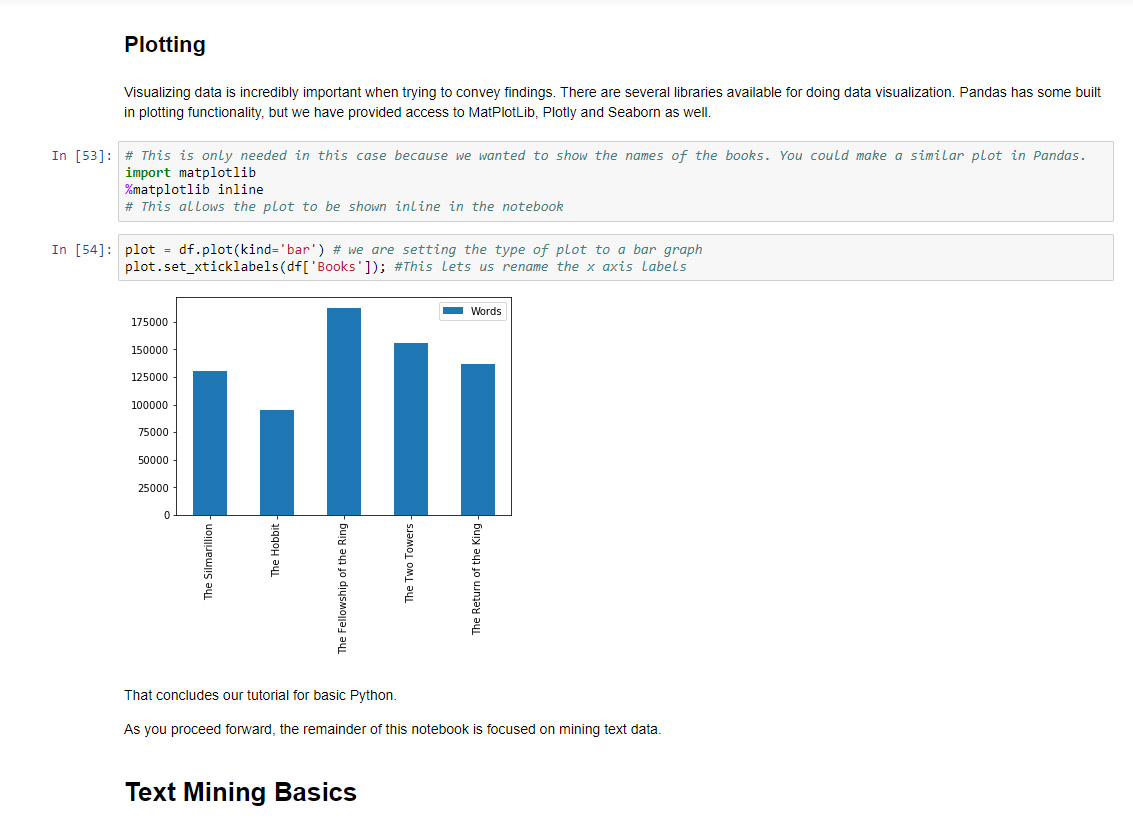 Plotting
Visualizing data is incredibly important when trying to convey findings. There are several libraries available for doing data visualization. Pandas has some built
in plotting functionality, but we have provided access to MatPlotLib, Plotly and Seaborn as well.
In [53]:
# This is only needed in this case because we wanted to show the names of the books. You could make a similar plot in Pandas.
import matplotlib
%matplotlib inline
# This allows the plot to be shown inline in the notebook
In [54]:
plot = df.plot(kind='bar') # we are setting the type of plot to a bar graph
plot.set_xticklabels(df['Books']); #This lets us rename the x axis labels
Words
175000
150000
125000
100000
75000
50000
25000
0
The Silmarillion
The Hobbit
The Fellowship of the Ring
The Two Towers
The Return of the King
That concludes our tutorial for basic Python.
As you proceed forward, the remainder of this notebook is focused on mining text data.
Text Mining Basics